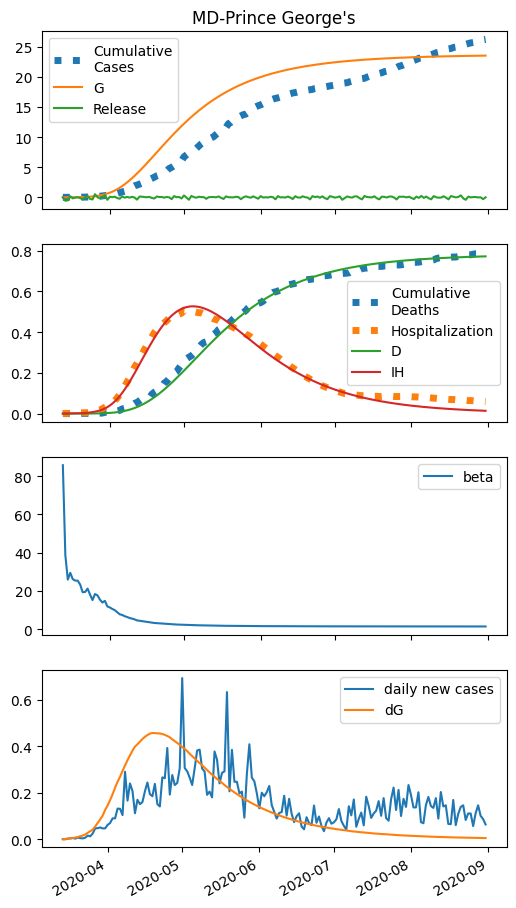 MD-Prince George's
25
20
15
10
5
0
Cumulative
Cases
G
Release
0.8
0.6
0.4
0.2
0.0
Cumulative
Deaths
Hospitalization
D
IH
80
60
40
20
0
beta
0.6
0.4
0.2
0.0
daily new cases
dG
2020-04
2020-05
2020-06
2020-07
2020-08
2020-09